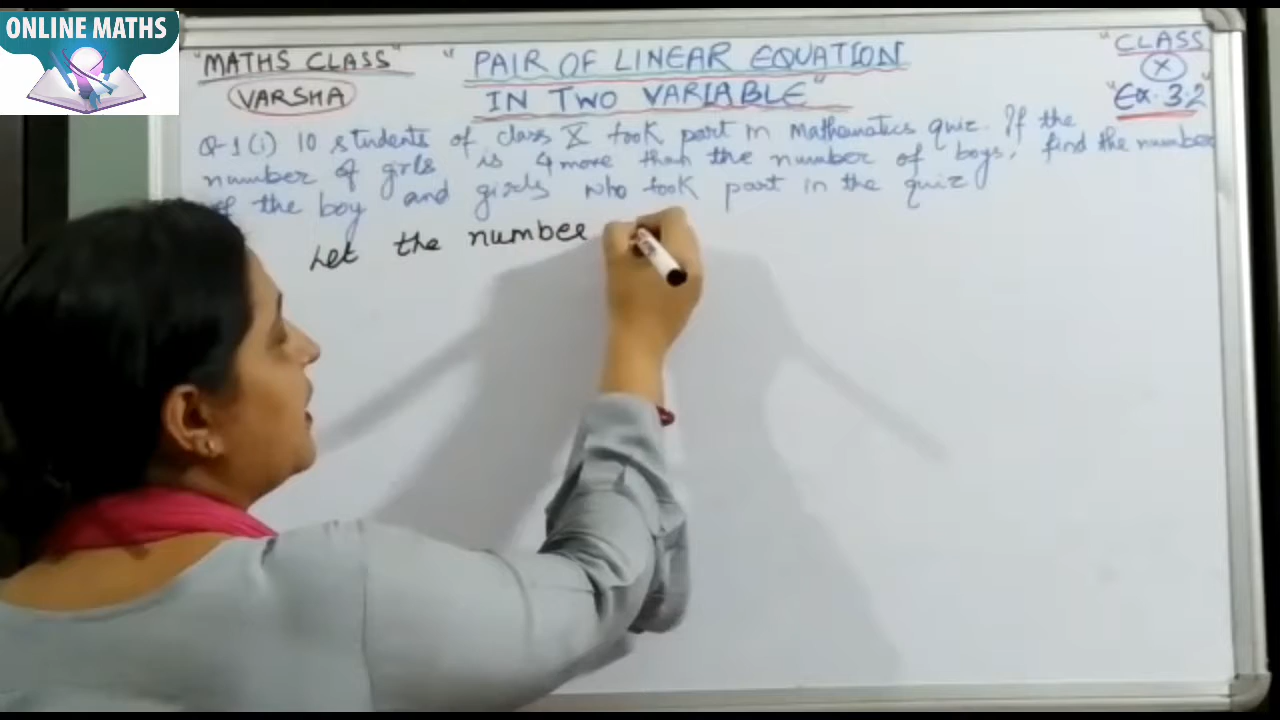 ONLINE MATHS
"MATHS CLASS"
VARSHA
"PAIR OF LINEAR EQUATION
IN TWO VARIABLE"
"CLASS
X
Ex. 3.2"
Q-1(i) 10 students of class X took part in Mathematics quiz. If the
number of grls is 4 more than the number of boys, find the number
of the boy and girls who took part in the quiz
Let the number